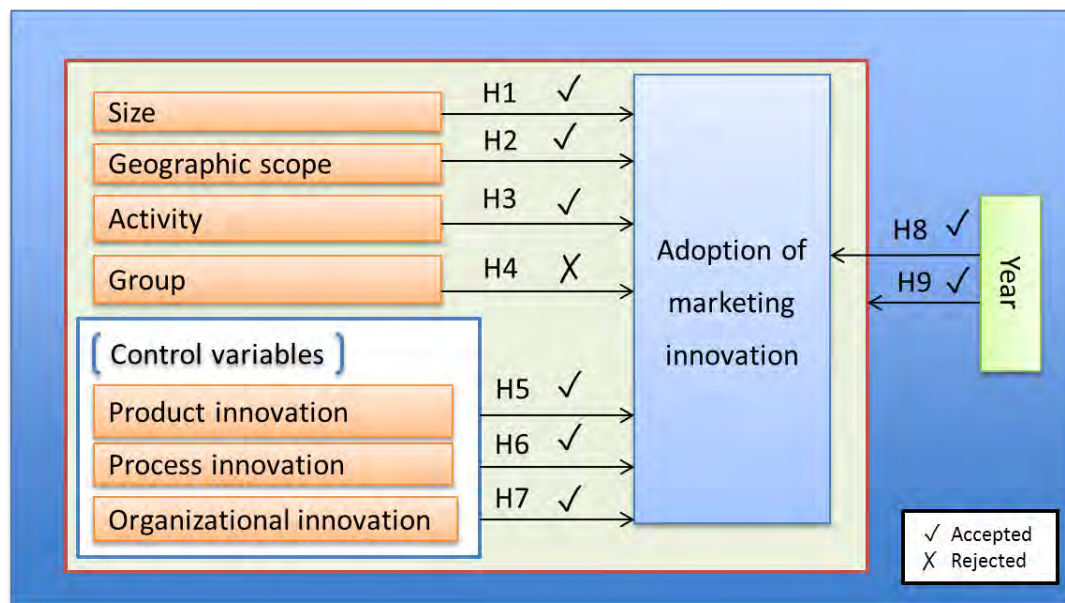 Size
H1 ✓
Geographic scope
H2 ✓
Activity
H3 ✓
Group
H4 ✗
Control variables
Product innovation
H5 ✓
Process innovation
H6 ✓
Organizational innovation
H7 ✓
Adoption of
marketing
innovation
H8 ✓
H9 ✓
Year
✓ Accepted
✗ Rejected